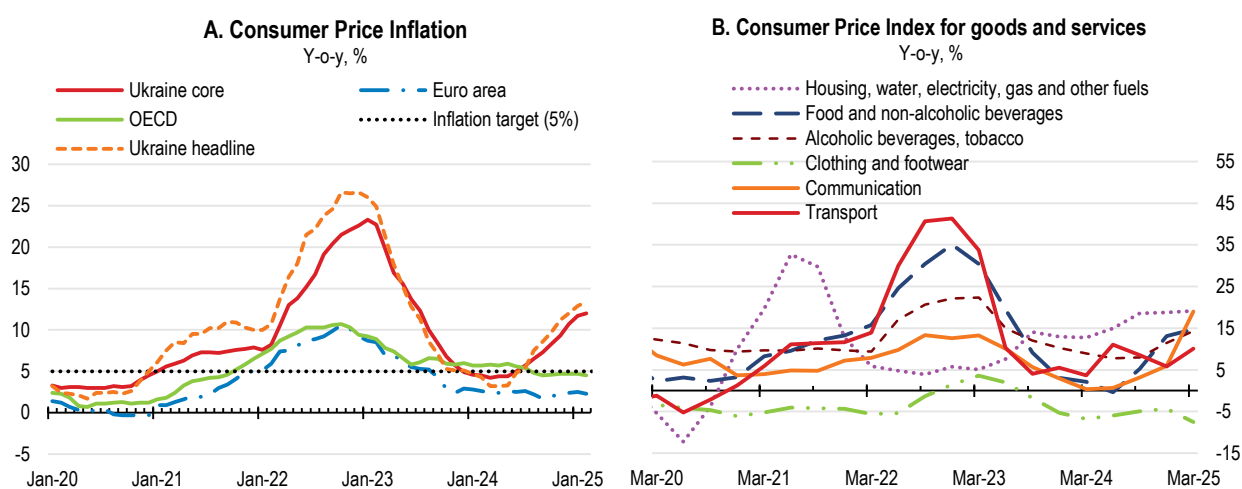 A. Consumer Price Inflation
Y-o-y, %
Ukraine core
Euro area
OECD
Inflation target (5%)
Ukraine headline
30
25
20
15
10
5
0
-5
Jan-20
Jan-21
Jan-22
Jan-23
Jan-24
Jan-25
B. Consumer Price Index for goods and services
Y-o-y, %
Housing, water, electricity, gas and other fuels
Food and non-alcoholic beverages
Alcoholic beverages, tobacco
Clothing and footwear
Communication
Transport
55
45
35
25
15
5
-5
-15
Mar-20
Mar-21
Mar-22
Mar-23
Mar-24
Mar-25